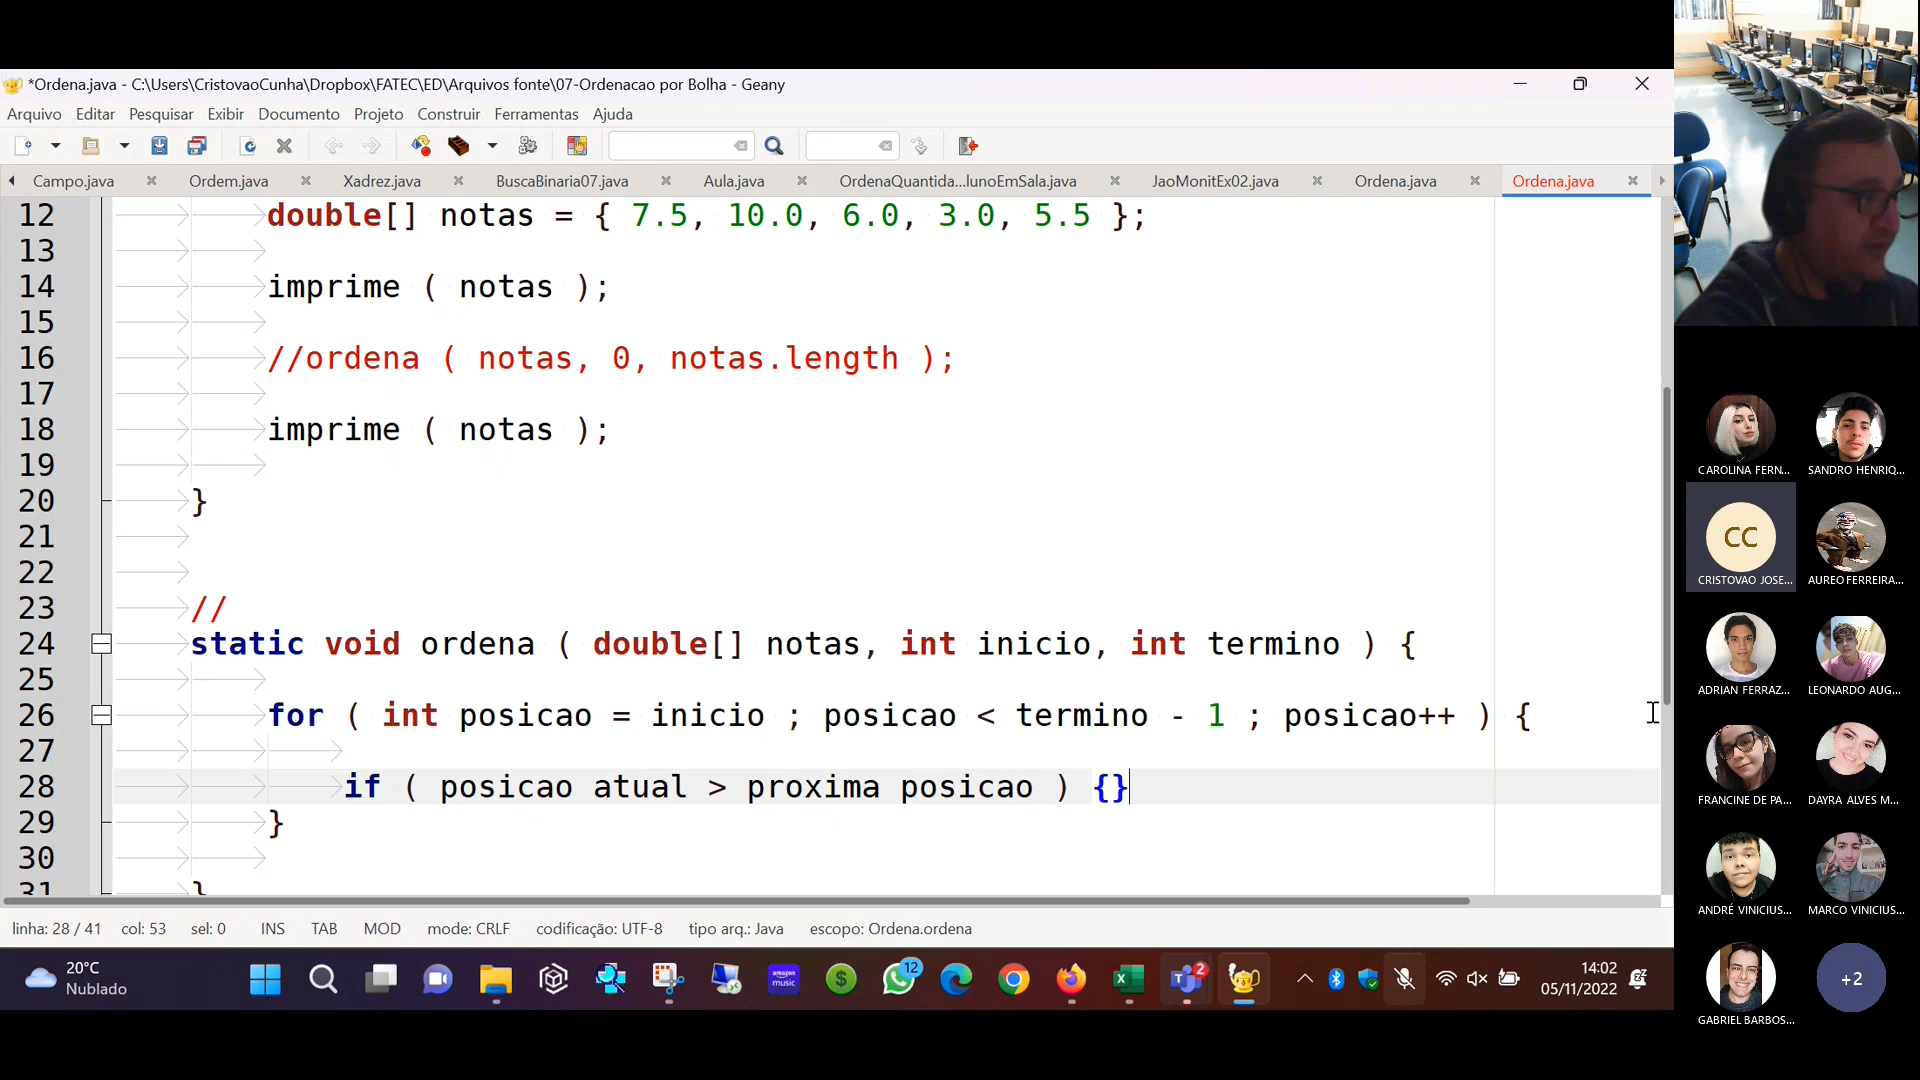 *Ordena.java - C:\Users\CristovaoCunha\Dropbox\FATEC\ED\Arquivos fonte\07-Ordenacao por Bolha - Geany
Arquivo Editar Pesquisar Exibir Documento Projeto Construir Ferramentas Ajuda
Campo.java Ordem.java Xadrez.java BuscaBinaria07.java Aula.java OrdenaQuantida...lunoEmSala.java JaoMonitEx02.java Ordena.java Ordena.java
12 double[] notas = { 7.5, 10.0, 6.0, 3.0, 5.5 };
13
14 imprime ( notas );
15
16 //ordena ( notas, 0, notas.length );
17
18 imprime ( notas );
19
20 }
21
22
23 //
24 static void ordena ( double[] notas, int inicio, int termino ) {
25
26 for ( int posicao = inicio ; posicao < termino - 1 ; posicao++ ) {
27
28 if ( posicao atual > proxima posicao ) {}
29 }
30
31 }
linha: 28 / 41 col: 53 sel: 0 INS TAB MOD mode: CRLF codificação: UTF-8 tipo arq.: Java escopo: Ordena.ordena
20°C
Nublado
amazon music
$
12
2
14:02
05/11/2022
CAROLINA FERN...
SANDRO HENRIQ...
CC
CRISTOVAO JOSE...
AUREO FERREIRA...
ADRIAN FERRAZ...
LEONARDO AUG...
FRANCINE DE PA...
DAYRA ALVES M...
ANDRÉ VINICIUS...
MARCO VINICIUS...
GABRIEL BARBOS...
+2